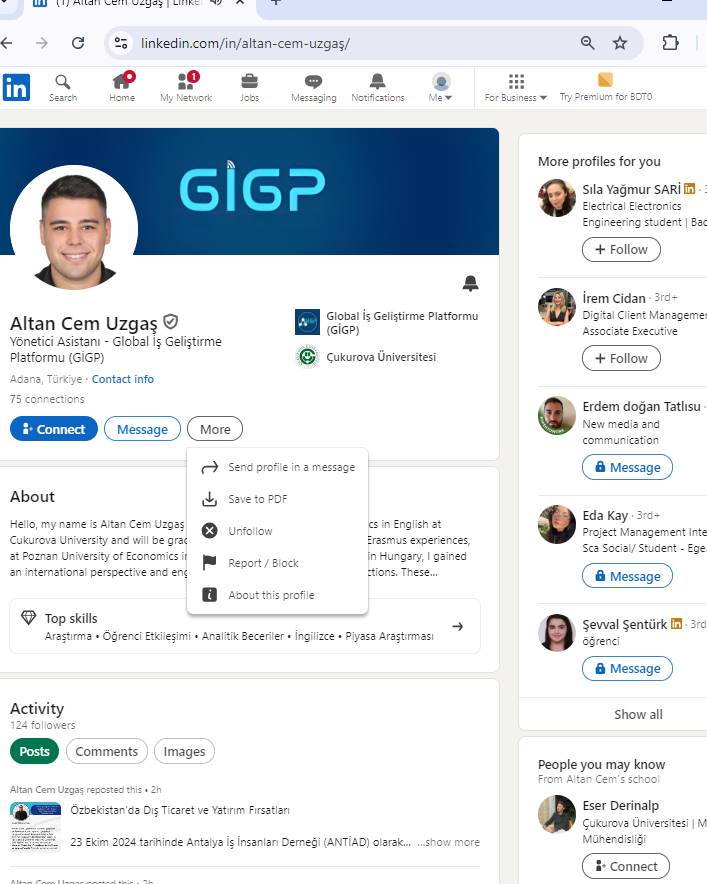 (1) Altan Cem Uzgaş | Linke
linkedin.com/in/altan-cem-uzgaş/
in
Search
Home
1
My Network
Jobs
Messaging
Notifications
Me
For Business
Try Premium for BDT0
GİGP
Altan Cem Uzgaş
Yönetici Asistanı - Global İş Geliştirme
Platformu (GİGP)
Adana, Türkiye · Contact info
75 connections
Global İş Geliştirme Platformu
(GİGP)
Çukurova Üniversitesi
Connect
Message
More
Send profile in a message
Save to PDF
Unfollow
Report / Block
About this profile
About
Hello, my name is Altan Cem Uzgaş cs in English at
Cukurova University and will be grad Erasmus experiences,
at Poznan University of Economics in in Hungary, I gained
an international perspective and eng ctions. These...
Top skills
Araştırma • Öğrenci Etkileşimi • Analitik Beceriler • İngilizce • Piyasa Araştırması
Activity
124 followers
Posts
Comments
Images
Altan Cem Uzgaş reposted this • 2h
Özbekistan'da Dış Ticaret ve Yatırım Fırsatları
23 Ekim 2024 tarihinde Antalya İş İnsanları Derneği (ANTİAD) olarak... ...show more
Altan Cem Uzgaş reposted this • 2h
More profiles for you
Sıla Yağmur SARİ in · 3
Electrical Electronics
Engineering student | Bac
Follow
İrem Cidan · 3rd+
Digital Client Managemer
Associate Executive
Follow
Erdem doğan Tatlısu ·
New media and
communication
Message
Eda Kay · 3rd+
Project Management Inte
Sca Social/ Student - Ege
Message
Şevval Şentürk in · 3rd
öğrenci
Message
Show all
People you may know
From Altan Cem's school
Eser Derinalp
Çukurova Üniversitesi | M
Mühendisliği
Connect